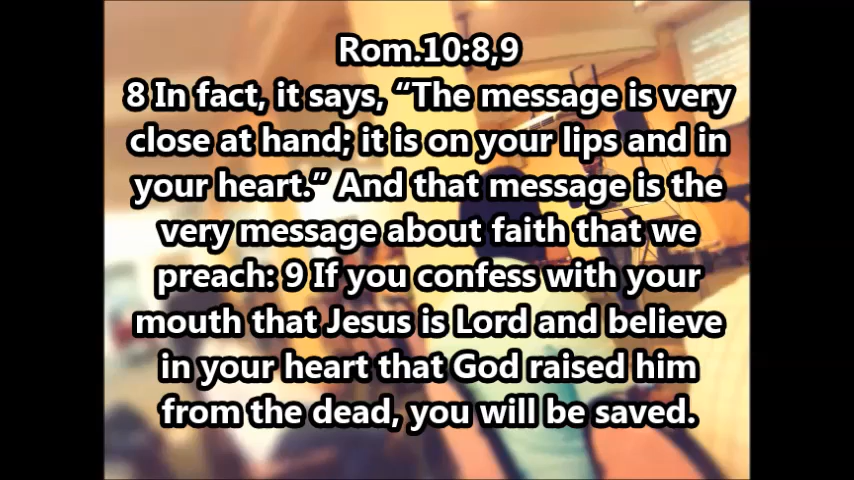 Rom.10:8,9
8 In fact, it says, “The message is very
close at hand; it is on your lips and in
your heart.” And that message is the
very message about faith that we
preach: 9 If you confess with your
mouth that Jesus is Lord and believe
in your heart that God raised him
from the dead, you will be saved.